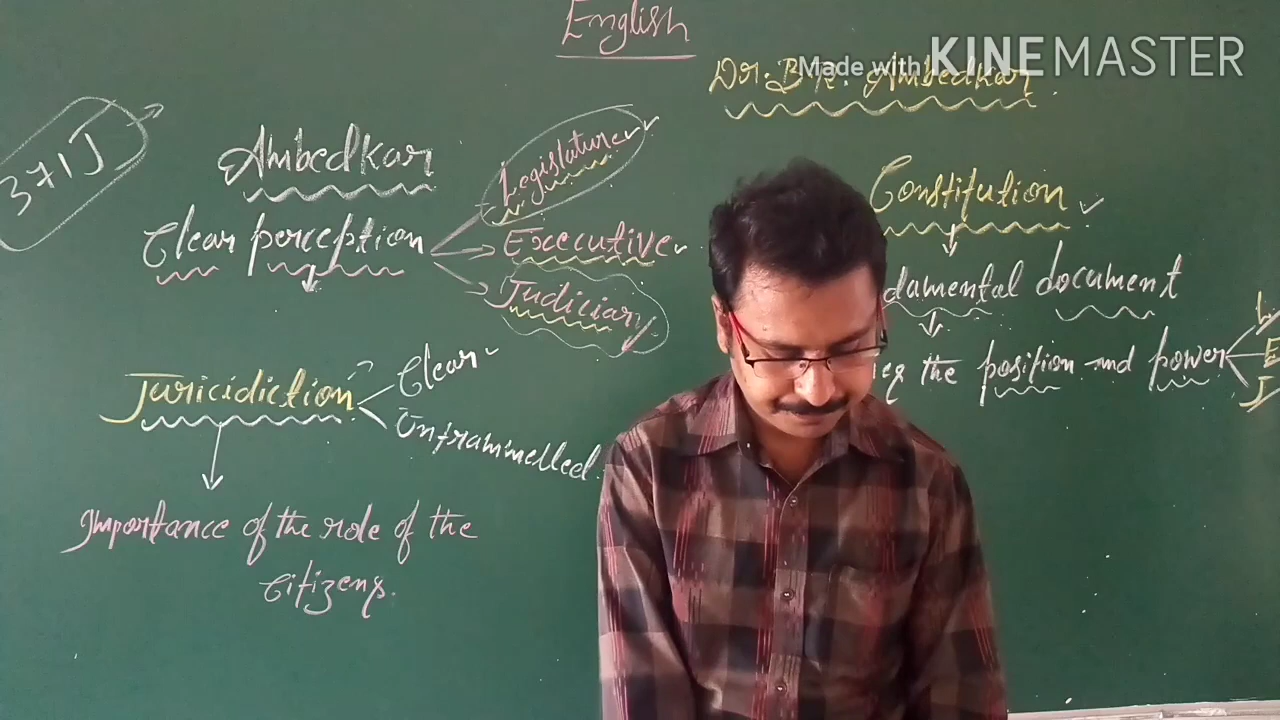 English
Made with KINEMASTER
Dr. B R. Ambedkar.
371J
Ambedkar
Clear perception
Legislature
Executive
Judiciary
Juricidiction
Clear
Untrammelled.
Importance of the role of the
Citizens.
Constitution
damental document
the position and power
L
E
J